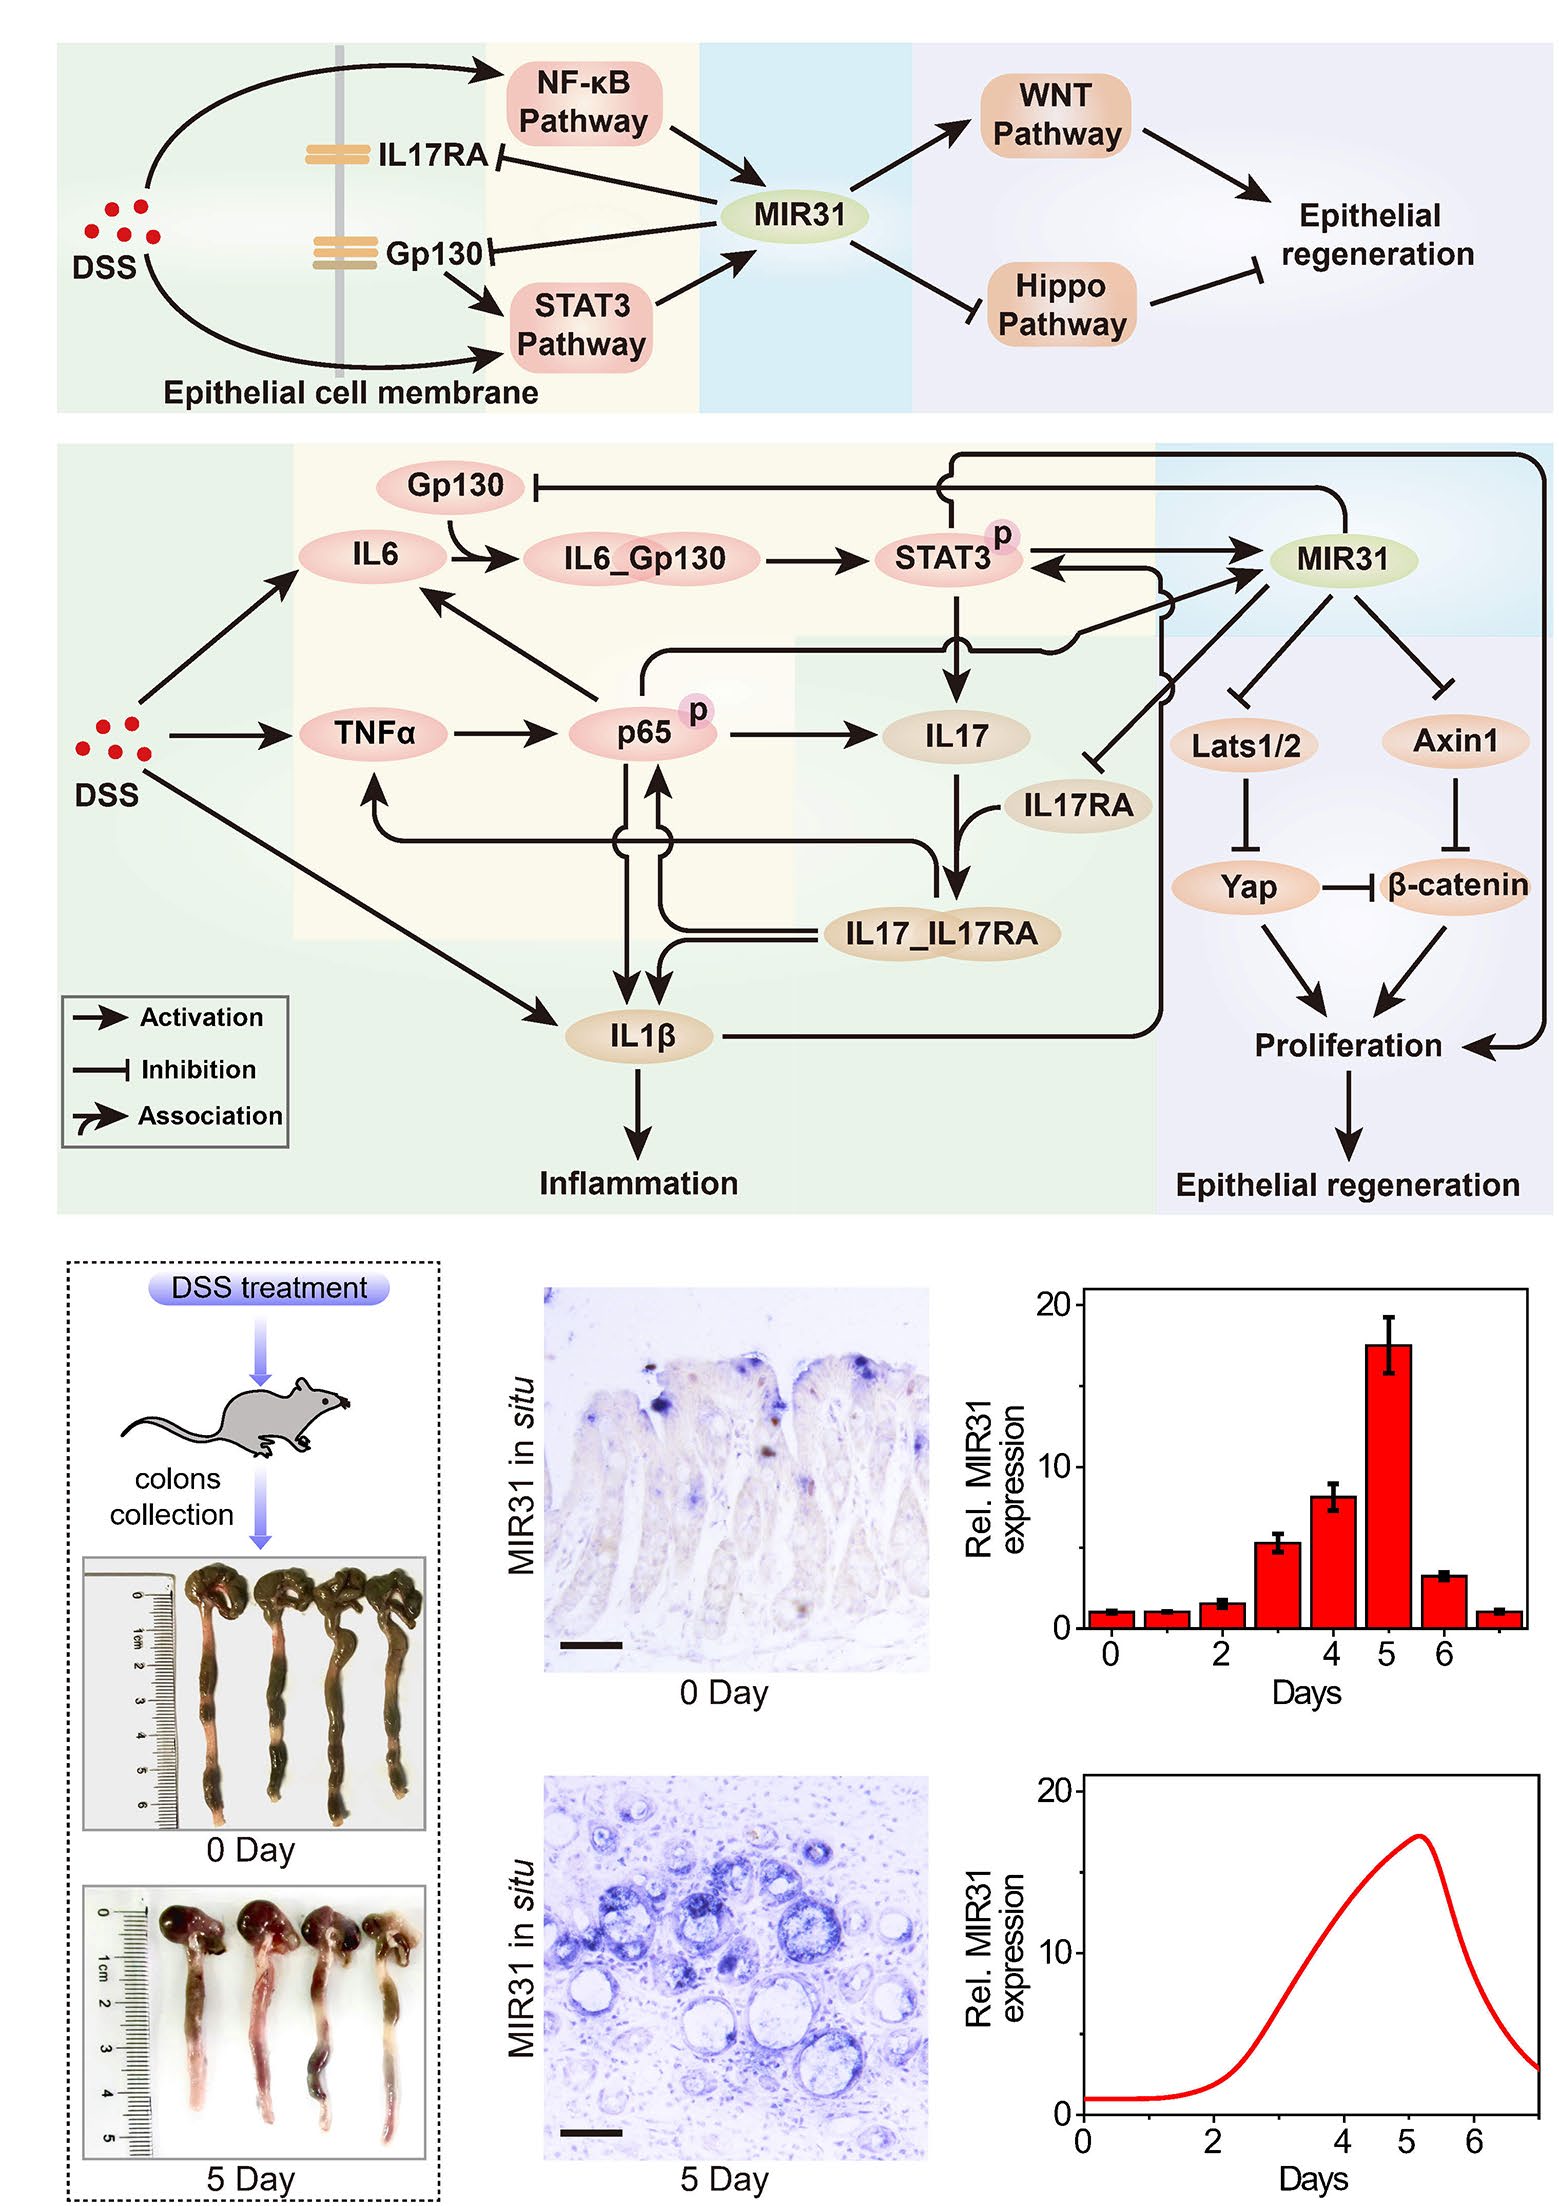 NF-κB
Pathway
IL17RA
DSS
Gp130
STAT3
Pathway
Epithelial cell membrane
MIR31
WNT
Pathway
Hippo
Pathway
Epithelial
regeneration
Gp130
IL6
IL6_Gp130
STAT3
p
MIR31
DSS
TNFα
p65
p
IL17
IL17RA
Lats1/2
Axin1
Yap
β-catenin
IL17_IL17RA
IL1β
Proliferation
Inflammation
Epithelial regeneration
Activation
Inhibition
Association
DSS treatment
colons
collection
0
1cm
2
3
4
5
6
0 Day
0
1cm
2
3
4
5
5 Day
MIR31 in situ
0 Day
MIR31 in situ
5 Day
Rel. MIR31
expression
20
10
0
0 2 4 5 6
Days
Rel. MIR31
expression
20
10
0
0 2 4 5 6
Days